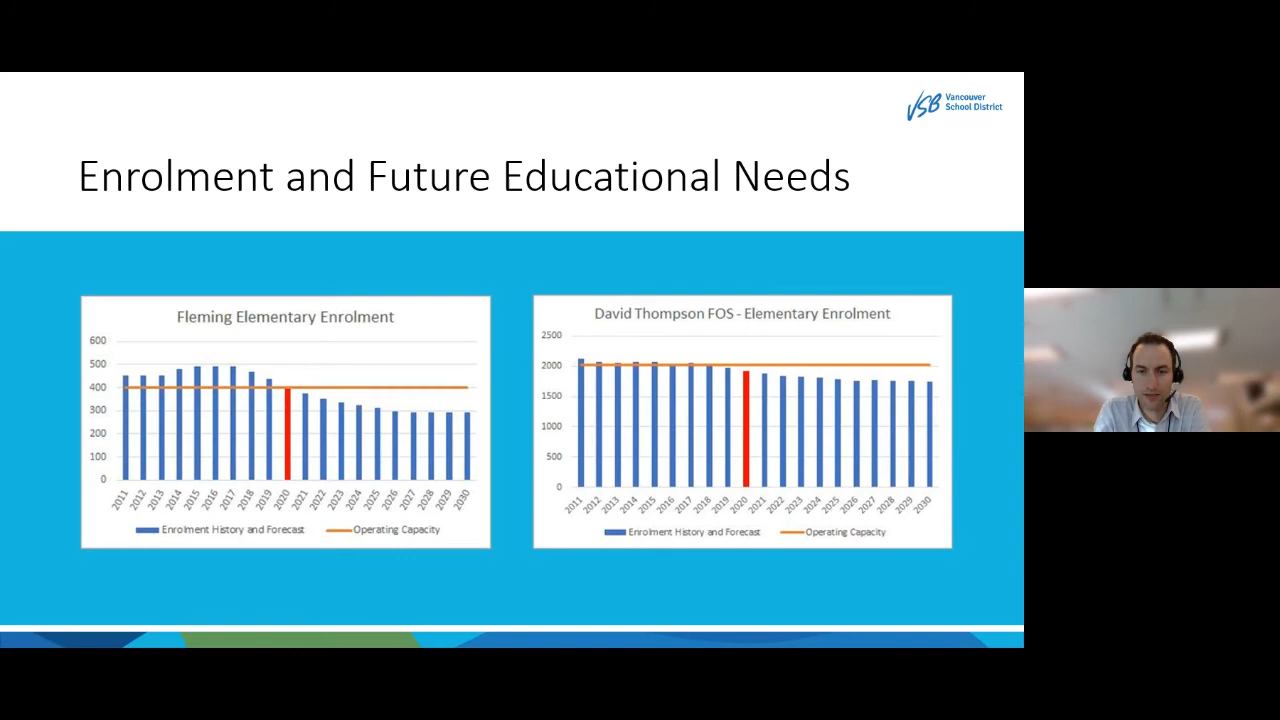 VSB Vancouver
School District
Enrolment and Future Educational Needs
Fleming Elementary Enrolment
600
500
400
300
200
100
0
2011 2012 2013 2014 2015 2016 2017 2018 2019 2020 2021 2022 2023 2024 2025 2026 2027 2028 2029 2030
Enrolment History and Forecast Operating Capacity
David Thompson FOS - Elementary Enrolment
2500
2000
1500
1000
500
0
2011 2012 2013 2014 2015 2016 2017 2018 2019 2020 2021 2022 2023 2024 2025 2026 2027 2028 2029 2030
Enrolment History and Forecast Operating Capacity